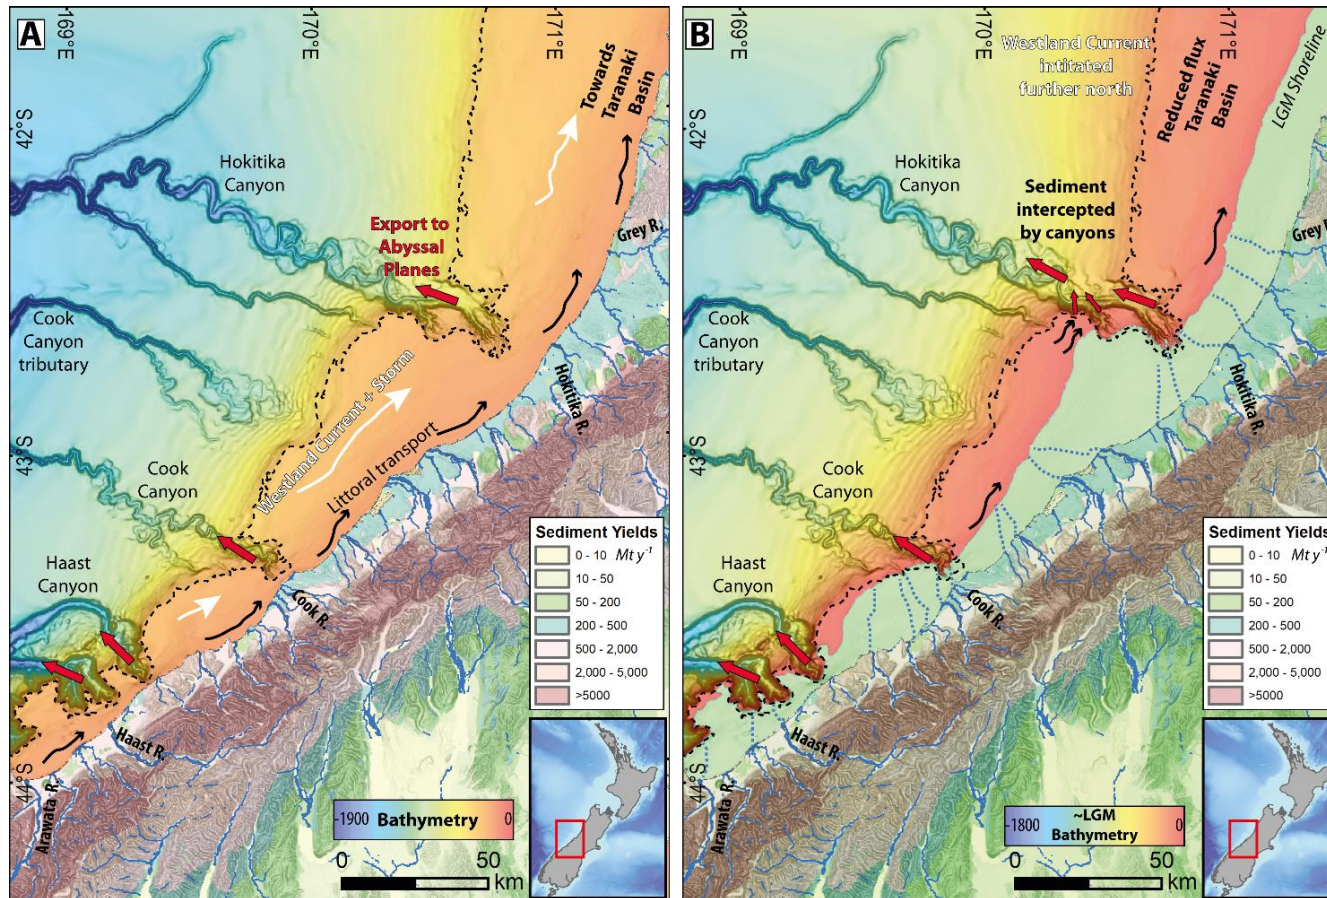 A
169°E
170°E
171°E
42°S
43°S
44°S
Towards
Taranaki
Basin
Hokitika
Canyon
Export to
Abyssal
Planes
Grey R.
Cook
Canyon
tributary
Westland Current + Storm
Littoral transport
Hokitika R.
Cook
Canyon
Haast
Canyon
Cook R.
Haast R.
Arawata R.
Sediment Yields
0 - 10 Mt y⁻¹
10 - 50
50 - 200
200 - 500
500 - 2,000
2,000 - 5,000
>5000
-1900 Bathymetry 0
0 50
km
B
169°E
170°E
171°E
42°S
43°S
44°S
Westland Current
intitated
further north
Reduced flux
Taranaki
Basin
LGM Shoreline
Hokitika
Canyon
Sediment
intercepted
by canyons
Grey R.
Cook
Canyon
tributary
Hokitika R.
Cook
Canyon
Haast
Canyon
Cook R.
Haast R.
Arawata R.
Sediment Yields
0 - 10 Mt y⁻¹
10 - 50
50 - 200
200 - 500
500 - 2,000
2,000 - 5,000
>5000
-1800 ~LGM 0
Bathymetry
0 50
km